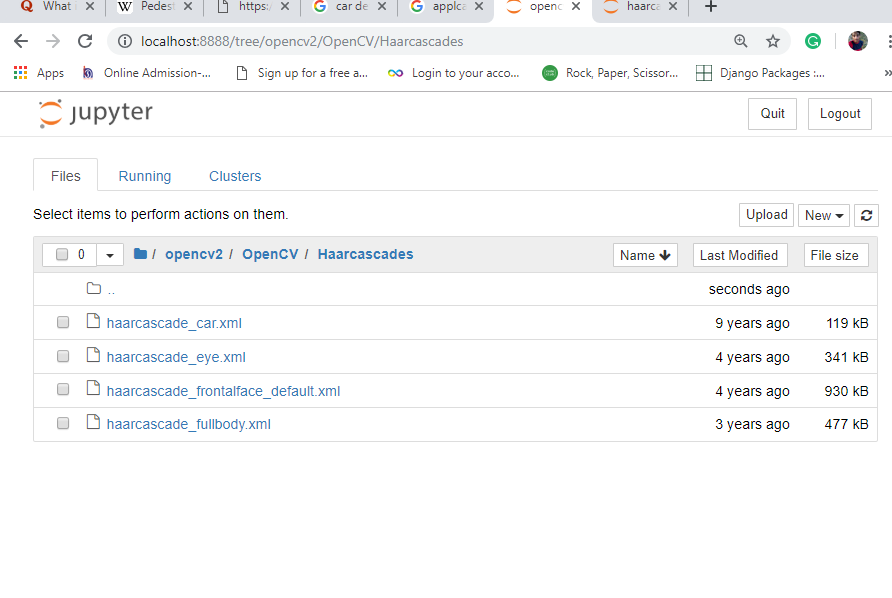 What
Pedest
https:
car de
applca
openc
haarca
localhost:8888/tree/opencv2/OpenCV/Haarcascades
Apps
Online Admission-...
Sign up for a free a...
Login to your acco...
Rock, Paper, Scissor...
Django Packages :...
»
jupyter
Quit
Logout
Files
Running
Clusters
Select items to perform actions on them.
Upload
New
0
/ opencv2 / OpenCV / Haarcascades
Name
Last Modified
File size
.. seconds ago
haarcascade_car.xml 9 years ago 119 kB
haarcascade_eye.xml 4 years ago 341 kB
haarcascade_frontalface_default.xml 4 years ago 930 kB
haarcascade_fullbody.xml 3 years ago 477 kB